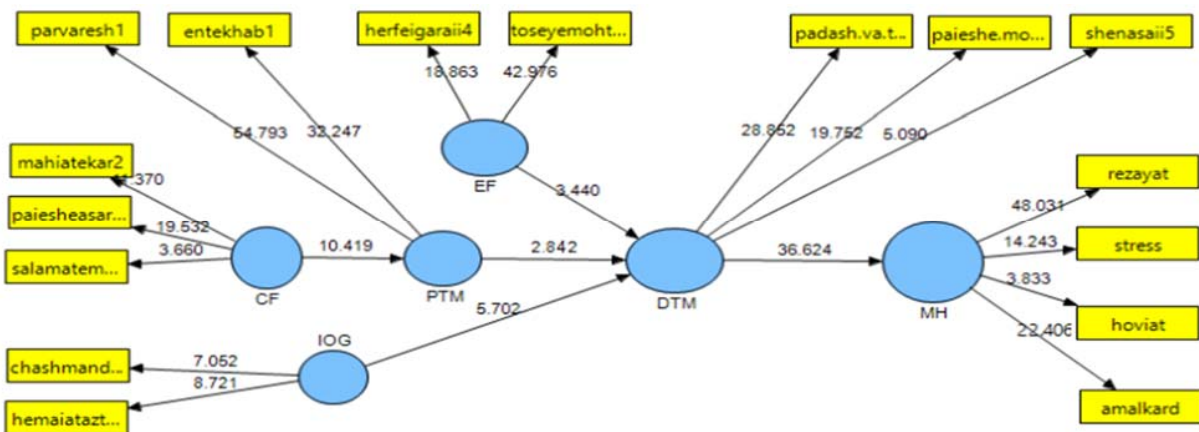 parvaresh1
entekhab1
herfeigaraii4
toseyemoht...
padash.va.t...
paieshe.mo...
shenasaii5
18.863
42.976
54.793
32.247
28.852
19.752
5.090
mahiatekar2
rezayat
EF
3.440
48.031
paiesheasar...
19.532
stress
14.243
salamatem...
3.660
10.419
2.842
36.624
3.833
CF
PTM
DTM
MH
5.702
hoviat
22.406
IOG
chashmand...
7.052
8.721
hemaiatazt...
amalkard